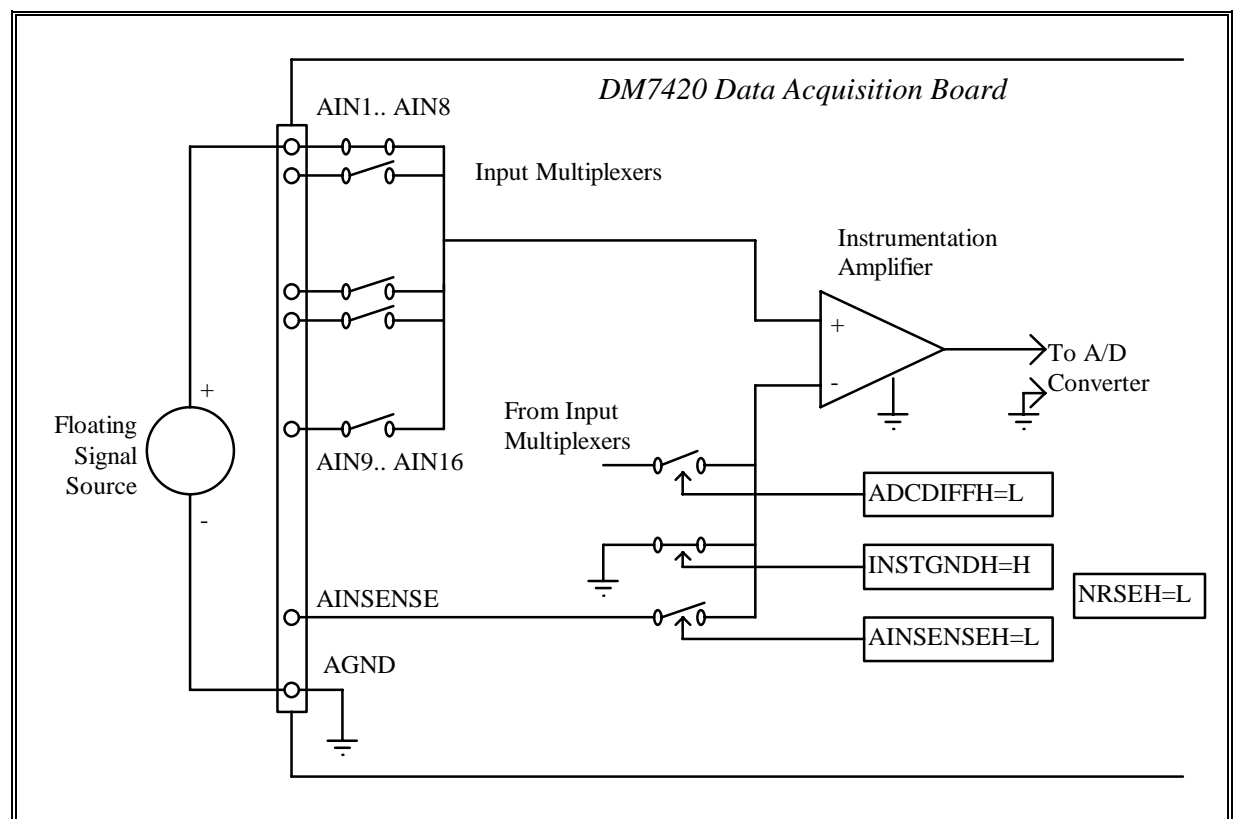 DM7420 Data Acquisition Board
AIN1.. AIN8
Input Multiplexers
Instrumentation
Amplifier
+
-
To A/D
Converter
+
Floating
Signal
Source
-
From Input
Multiplexers
AIN9.. AIN16
ADCDIFFH=L
INSTGNDH=H
NRSEH=L
AINSENSE
AINSENSEH=L
AGND